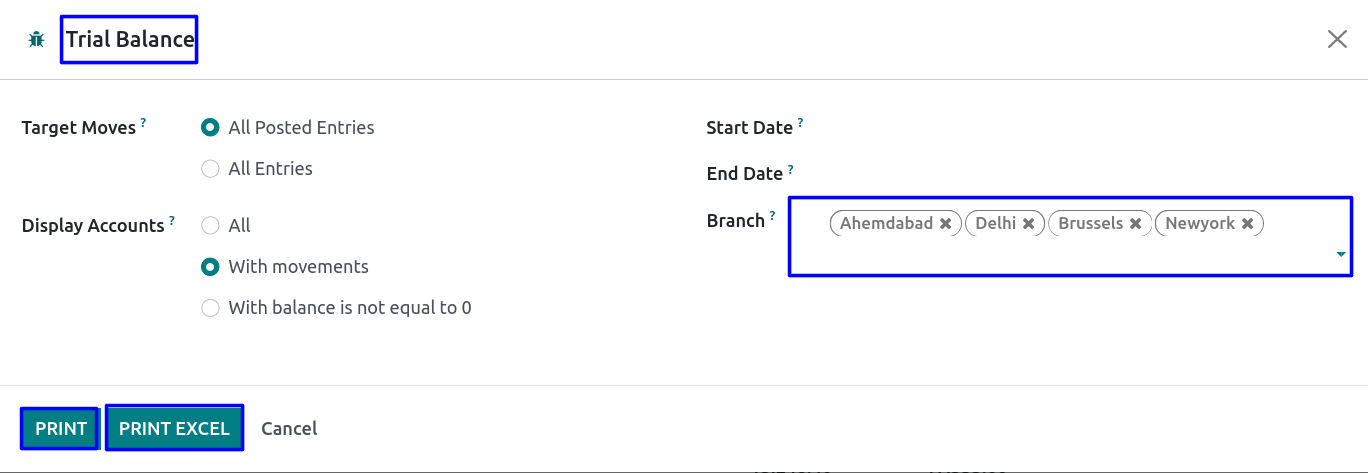 Trial Balance
Target Moves ?
All Posted Entries
All Entries
Display Accounts ?
All
With movements
With balance is not equal to 0
Start Date ?
End Date ?
Branch ?
Ahemdabad Delhi Brussels Newyork
PRINT PRINT EXCEL Cancel